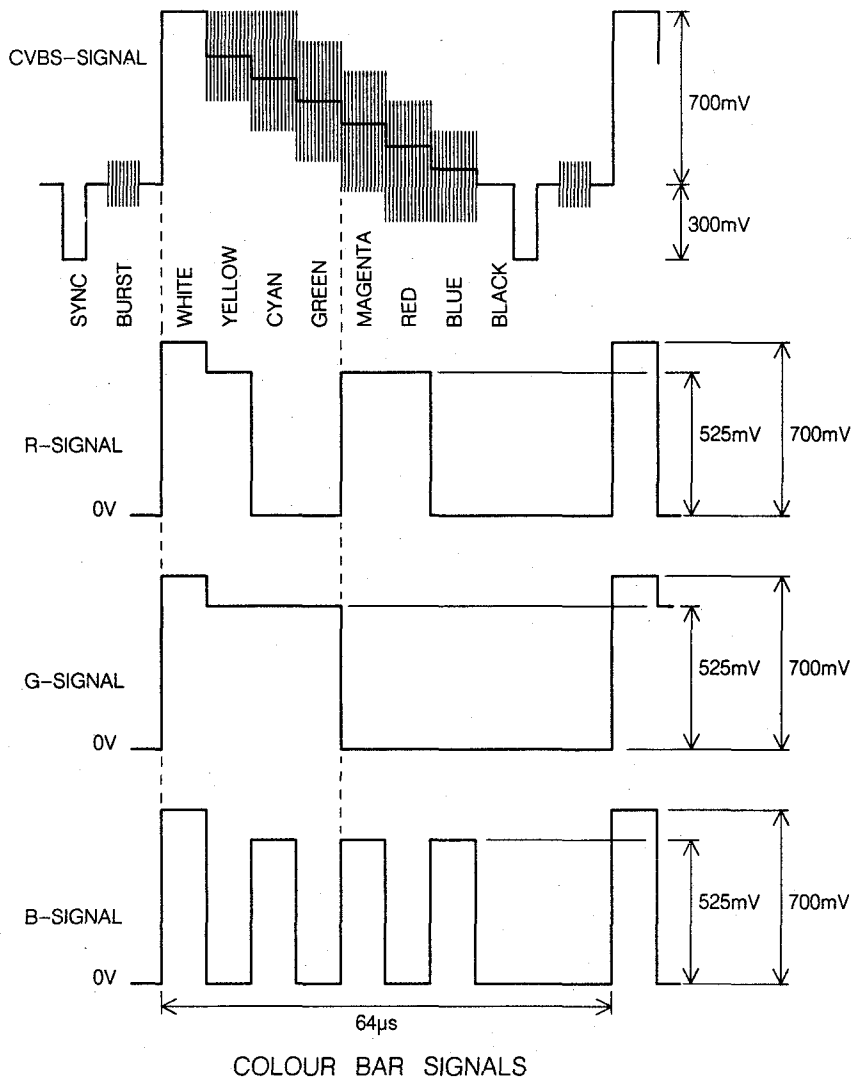 CVBS-SIGNAL
700mV
300mV
SYNC
BURST
WHITE
YELLOW
CYAN
GREEN
MAGENTA
RED
BLUE
BLACK
R-SIGNAL
525mV
700mV
0V
G-SIGNAL
525mV
700mV
0V
B-SIGNAL
525mV
700mV
0V
64µs
COLOUR BAR SIGNALS